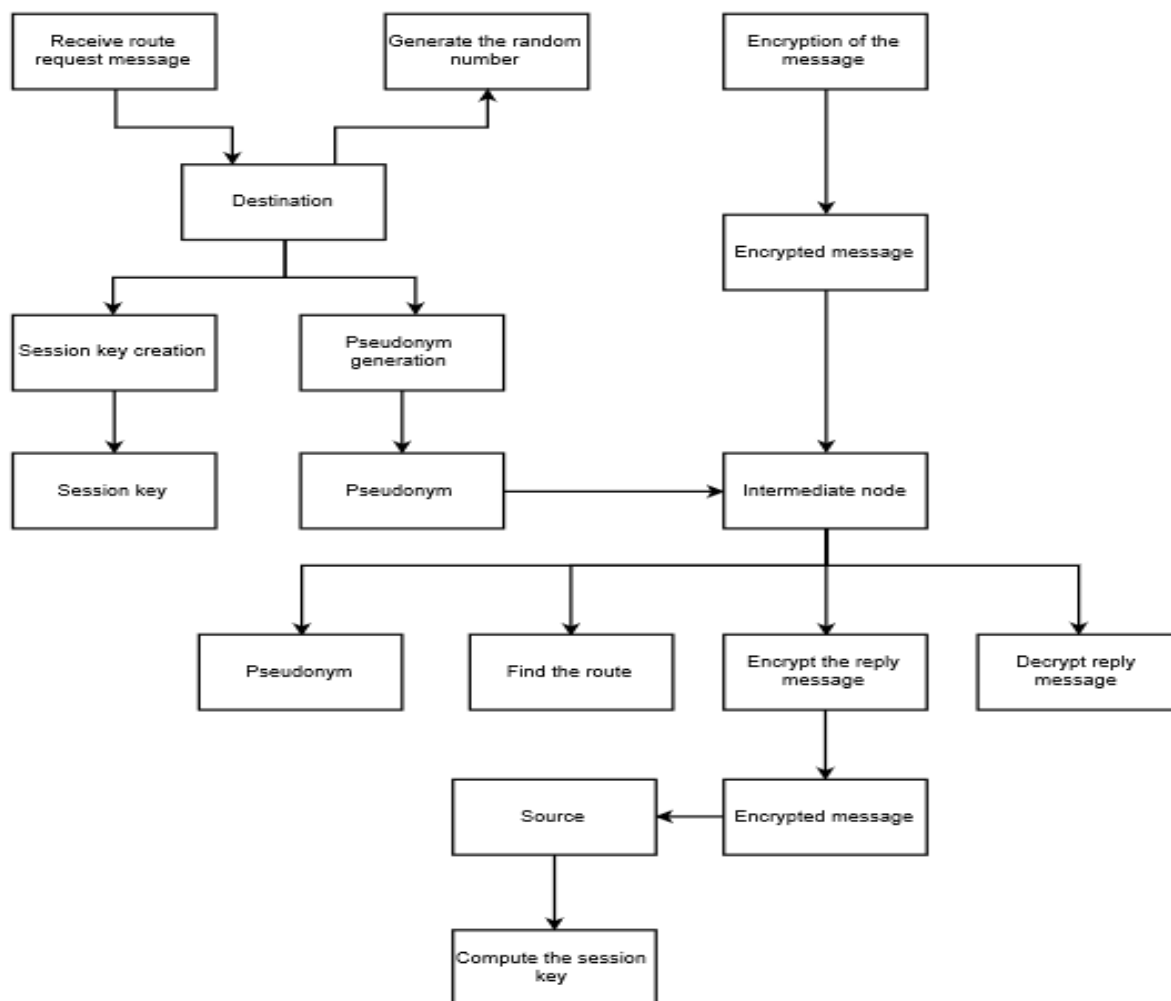 Receive route
request message
Generate the random
number
Encryption of the
message
Destination
Encrypted message
Session key creation
Pseudonym
generation
Session key
Pseudonym
Intermediate node
Pseudonym
Find the route
Encrypt the reply
message
Decrypt reply
message
Source
Encrypted message
Compute the session
key